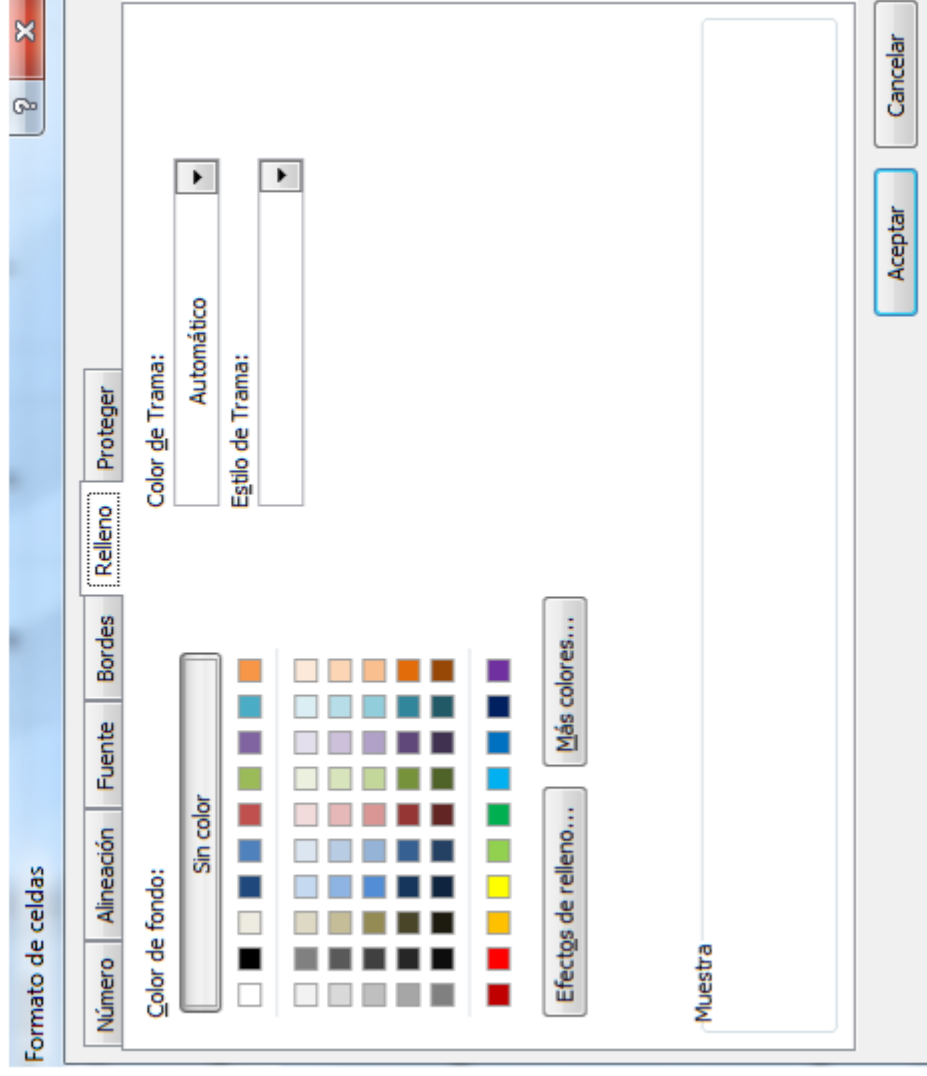 Formato de celdas
? X
Número Alineación Fuente Bordes Relleno Proteger
Color de fondo:
Sin color
Efectos de relleno...
Más colores...
Color de Trama:
Automático
Estilo de Trama:
Muestra
Aceptar
Cancelar